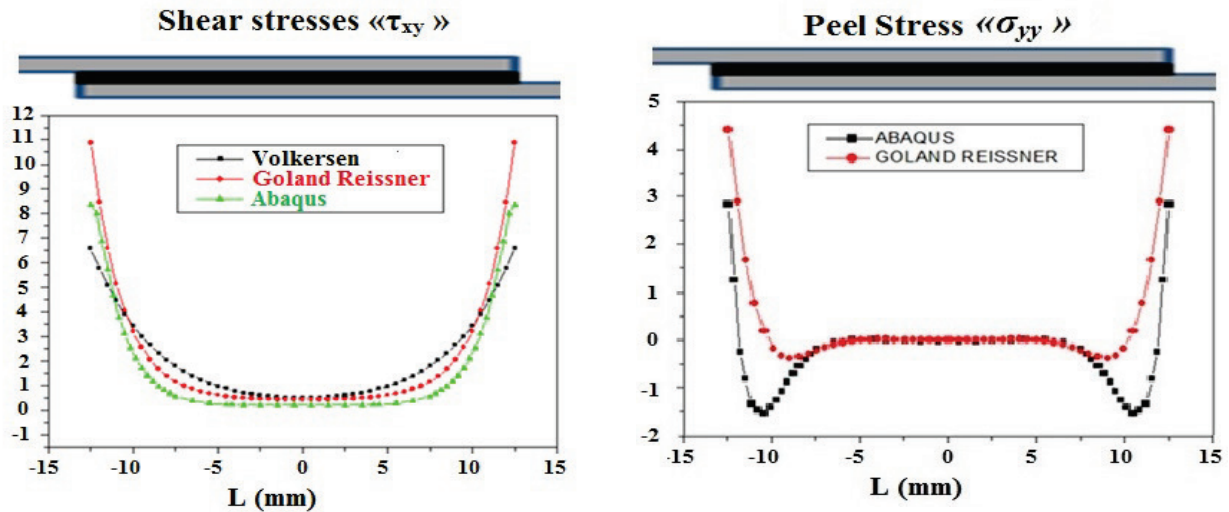 Shear stresses «τxy »
12
11
10
9
8
7
6
5
4
3
2
1
0
-1
-15 -10 -5 0 5 10 15
L (mm)
Volkersen
Goland Reissner
Abaqus
Peel Stress «σyy »
5
4
3
2
1
0
-1
-2
-15 -10 -5 0 5 10 15
L (mm)
ABAQUS
GOLAND REISSNER